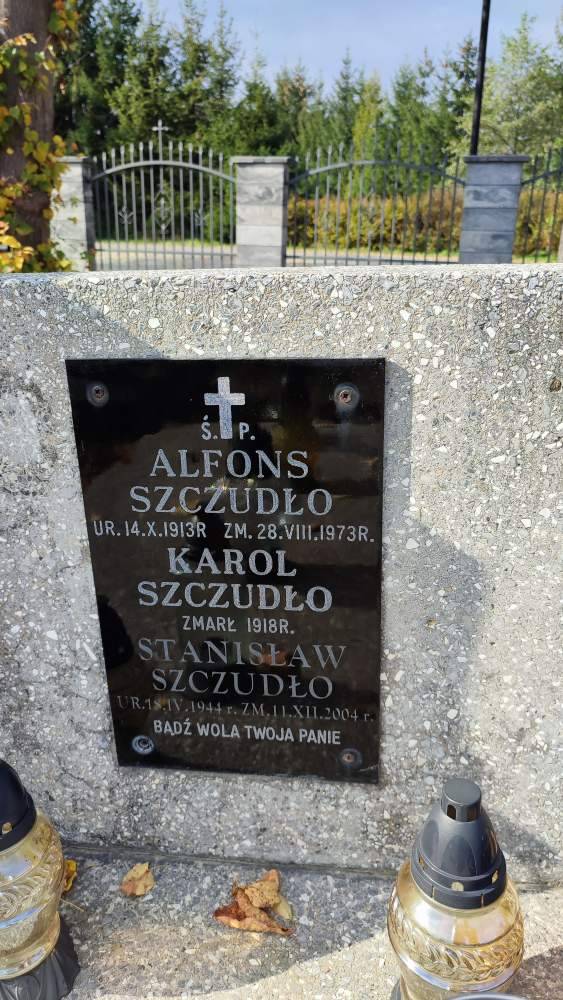 Ś. P.
ALFONS
SZCZUDŁO
UR. 14.X.1913R ZM. 28.VIII.1973R.
KAROL
SZCZUDŁO
ZMARŁ 1918R.
STANISŁAW
SZCZUDŁO
UR.18.IV.1944 r. ZM.11.XII.2004 r.
BĄDŹ WOLA TWOJA PANIE